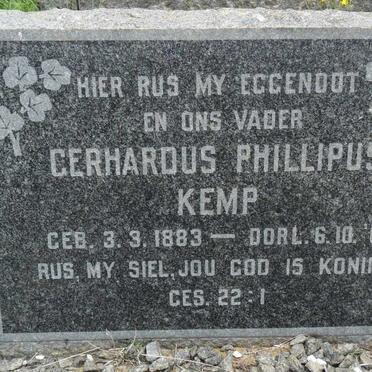 HIER RUS MY EGGENOOT
EN ONS VADER
GERHARDUS PHILLIPUS
KEMP
GEB. 3.3.1883 — OORL. 6.10.
RUS, MY SIEL, JOU GOD IS KONIN
GES. 22:1